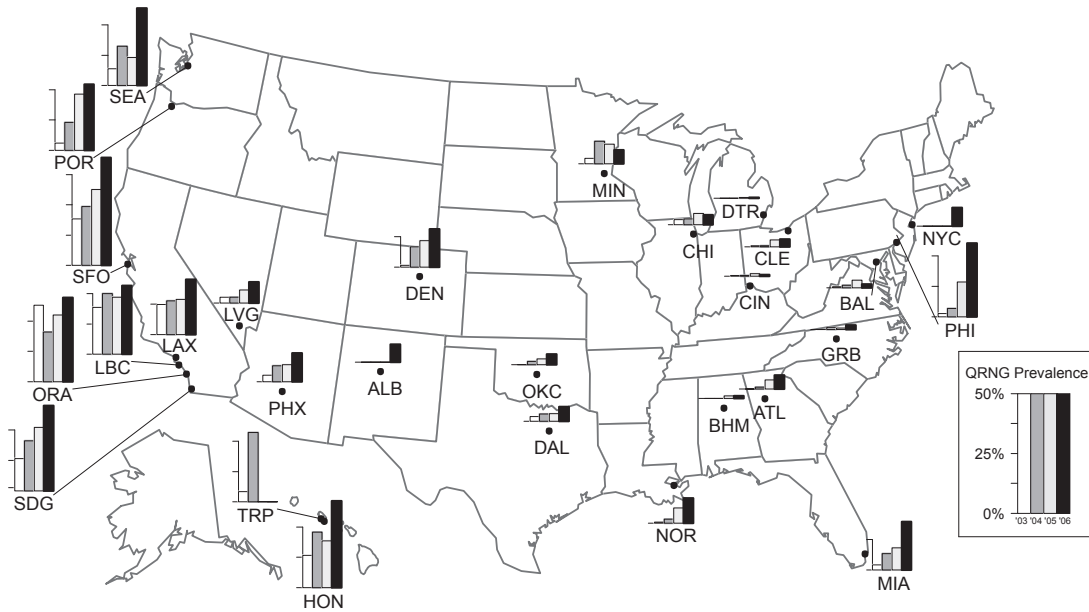 SEA
POR
MIN
DTR
NYC
CHI
SFO
CLE
DEN
CIN
BAL
LVG
PHI
LAX
GRB
LBC
ORA
ALB
OKC
PHX
ATL
BHM
DAL
SDG
TRP
NOR
MIA
HON
QRNG Prevalence
50%
25%
0%
'03 '04 '05 '06